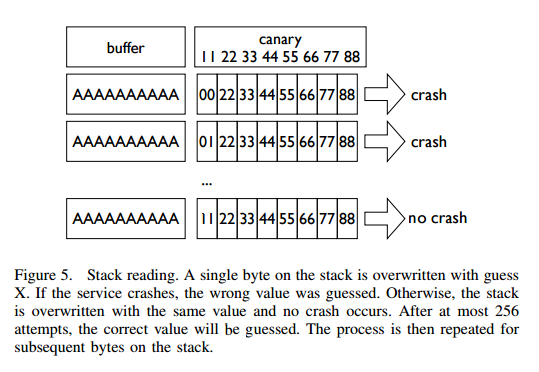 buffer
canary
11 22 33 44 55 66 77 88
AAAAAAAAAA 00 22 33 44 55 66 77 88 crash
AAAAAAAAAA 01 22 33 44 55 66 77 88 crash
...
AAAAAAAAAA 11 22 33 44 55 66 77 88 no crash
Figure 5. Stack reading. A single byte on the stack is overwritten with guess
X. If the service crashes, the wrong value was guessed. Otherwise, the stack
is overwritten with the same value and no crash occurs. After at most 256
attempts, the correct value will be guessed. The process is then repeated for
subsequent bytes on the stack.